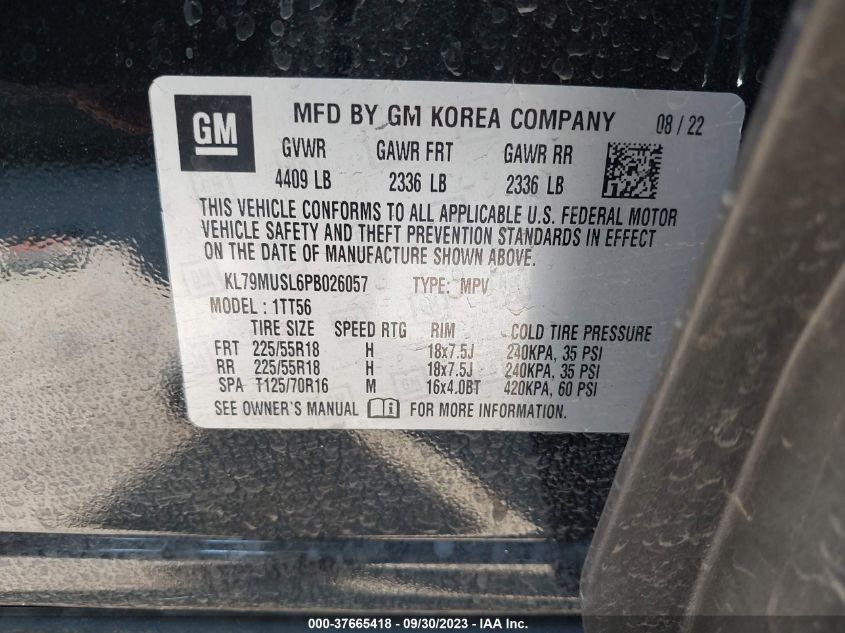 GM
MFD BY GM KOREA COMPANY 08 / 22
GVWR GAWR FRT GAWR RR
4409 LB 2336 LB 2336 LB
THIS VEHICLE CONFORMS TO ALL APPLICABLE U.S. FEDERAL MOTOR
VEHICLE SAFETY AND THEFT PREVENTION STANDARDS IN EFFECT
ON THE DATE OF MANUFACTURE SHOWN ABOVE.
KL79MUSL6PB026057 TYPE: MPV
MODEL : 1TT56
TIRE SIZE SPEED RTG RIM COLD TIRE PRESSURE
FRT 225/55R18 H 18x7.5J 240KPA, 35 PSI
RR 225/55R18 H 18x7.5J 240KPA, 35 PSI
SPA T125/70R16 M 16x4.0BT 420KPA, 60 PSI
SEE OWNER'S MANUAL FOR MORE INFORMATION.
000-37665418 - 09/30/2023 - IAA Inc.